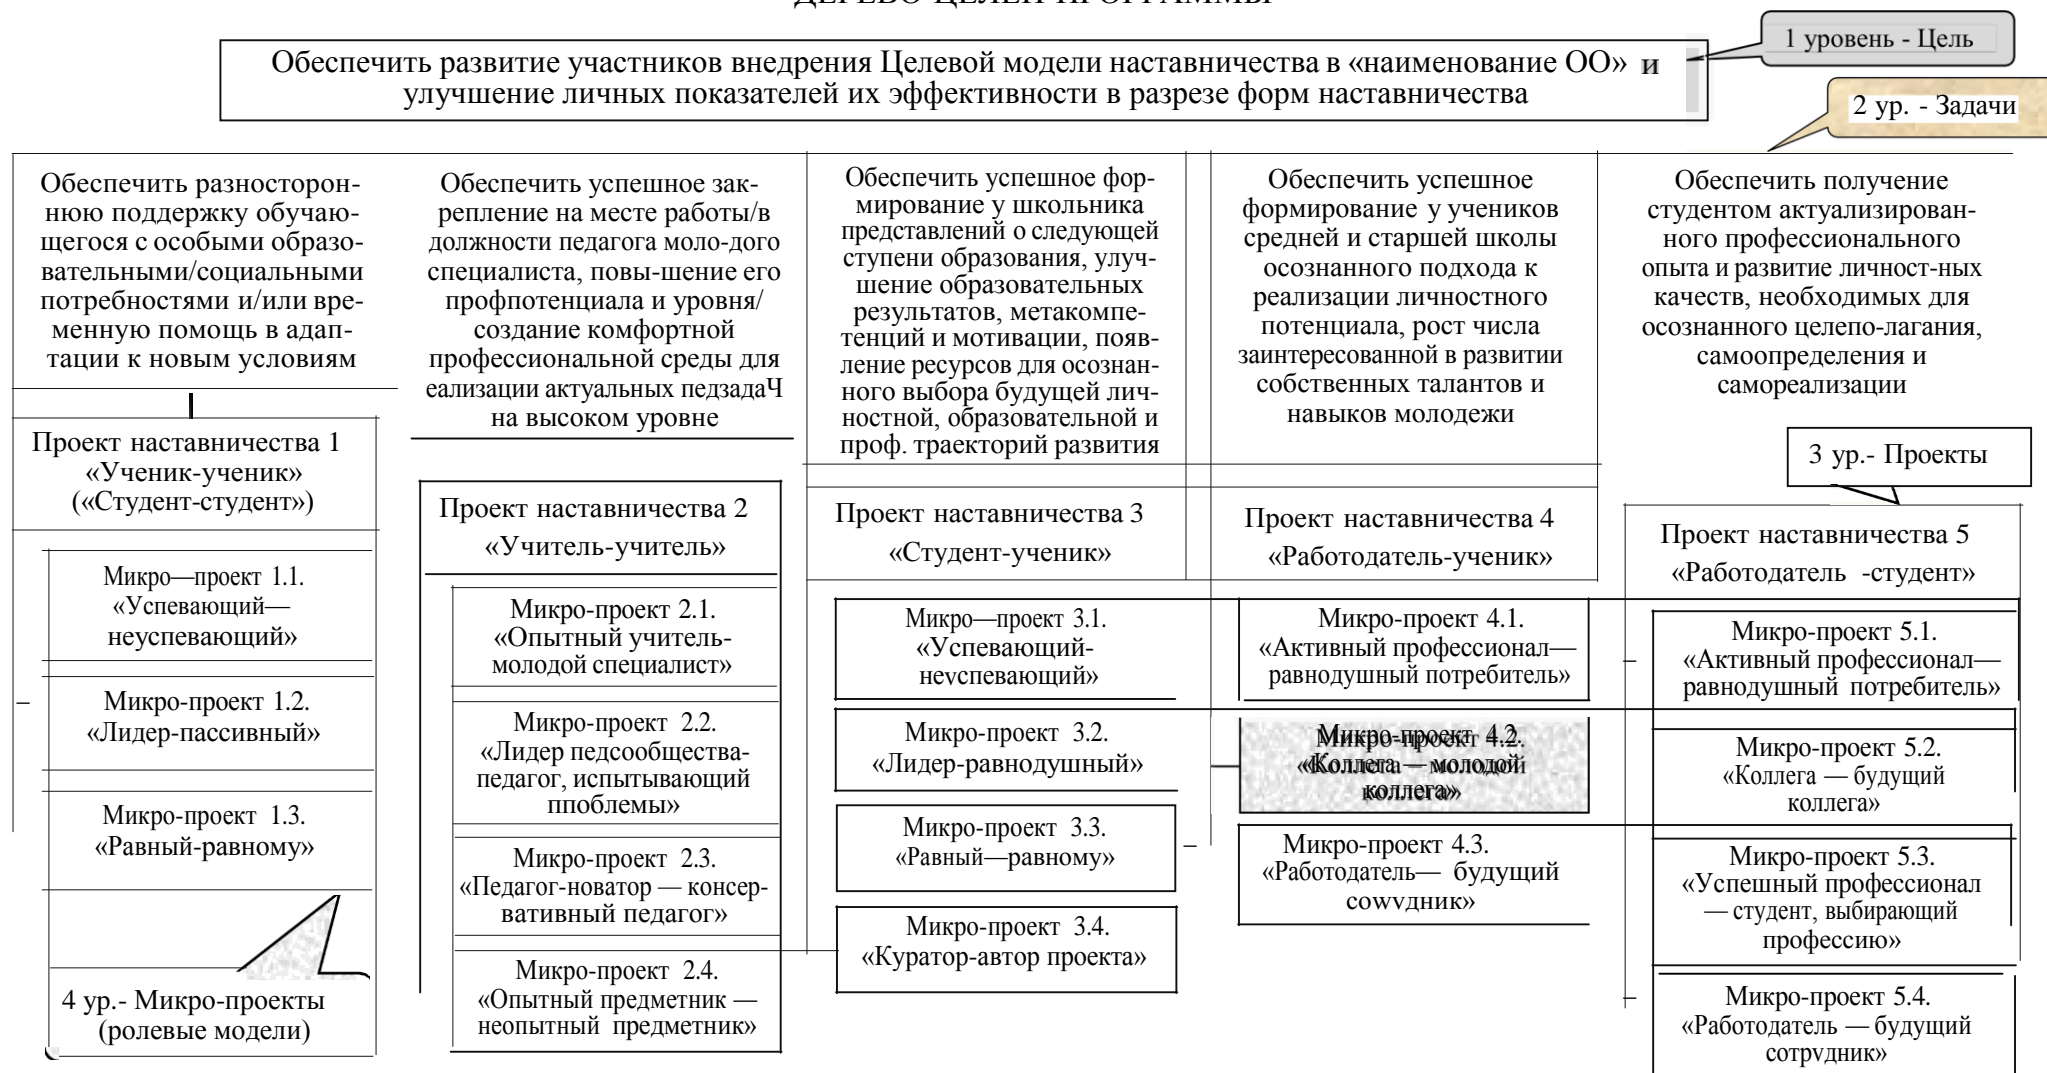 ДЕРЕВО ЦЕЛЕЙ ПРОГРАММЫ
1 уровень - Цель
Обеспечить развитие участников внедрения Целевой модели наставничества в «наименование ОО» и
улучшение личных показателей их эффективности в разрезе форм наставничества
2 ур. - Задачи
Обеспечить разносторон-
нюю поддержку обучаю-
щегося с особыми образо-
вательными/социальными
потребностями и/или вре-
менную помощь в адап-
тации к новым условиям
Обеспечить успешное зак-
репление на месте работы/в
должности педагога моло-дого
специалиста, повы-шение его
профпотенциала и уровня/
создание комфортной
профессиональной среды для
еализации актуальных педзадаЧ
на высоком уровне
Обеспечить успешное фор-
мирование у школьника
представлений о следующей
ступени образования, улуч-
шение образовательных
результатов, метакомпе-
тенций и мотивации, появ-
ление ресурсов для осознан-
ного выбора будущей лич-
ностной, образовательной и
проф. траекторий развития
Обеспечить успешное
формирование у учеников
средней и старшей школы
осознанного подхода к
реализации личностного
потенциала, рост числа
заинтересованной в развитии
собственных талантов и
навыков молодежи
Обеспечить получение
студентом актуализирован-
ного профессионального
опыта и развитие личност-ных
качеств, необходимых для
осознанного целепо-лагания,
самоопределения и
самореализации
3 ур.- Проекты
Проект наставничества 1
«Ученик-ученик»
(«Студент-студент»)
Проект наставничества 2
«Учитель-учитель»
Проект наставничества 3
«Студент-ученик»
Проект наставничества 4
«Работодатель-ученик»
Проект наставничества 5
«Работодатель -студент»
Микро—проект 1.1.
«Успевающий—
неуспевающий»
Микро-проект 1.2.
«Лидер-пассивный»
Микро-проект 1.3.
«Равный-равному»
4 ур.- Микро-проекты
(ролевые модели)
Микро-проект 2.1.
«Опытный учитель-
молодой специалист»
Микро-проект 2.2.
«Лидер педсообщества-
педагог, испытывающий
ппоблемы»
Микро-проект 2.3.
«Педагог-новатор — консер-
вативный педагог»
Микро-проект 2.4.
«Опытный предметник —
неопытный предметник»
Микро—проект 3.1.
«Успевающий-
неvспевающий»
Микро-проект 3.2.
«Лидер-равнодушный»
Микро-проект 3.3.
«Равный—равному»
Микро-проект 3.4.
«Куратор-автор проекта»
Микро-проект 4.1.
«Активный профессионал—
равнодушный потребитель»
Микро-проект 4.2.
«Коллега — молодой
коллега»
Микро-проект 4.3.
«Работодатель— будущий
соwvдник»
Микро-проект 5.1.
«Активный профессионал—
равнодушный потребитель»
Микро-проект 5.2.
«Коллега — будущий
коллега»
Микро-проект 5.3.
«Успешный профессионал
— студент, выбирающий
профессию»
Микро-проект 5.4.
«Работодатель — будущий
сотрvдник»